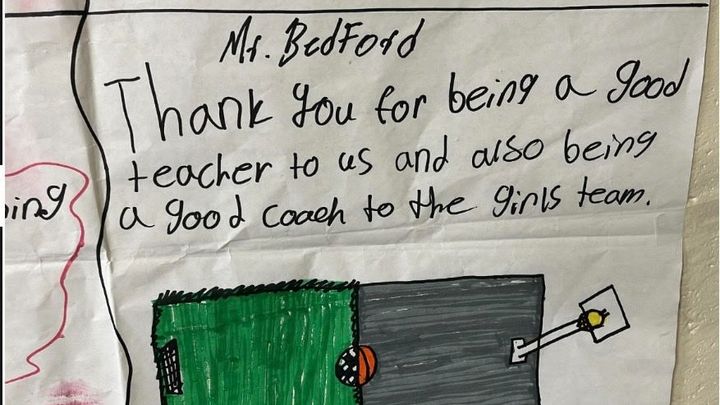 Mr. Bedford
Thank you for being a good
teacher to us and also being
a good coach to the girls team.
ing